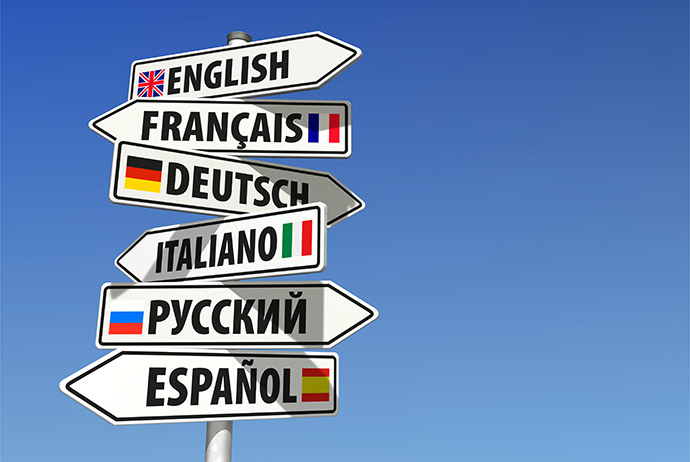 ENGLISH
FRANÇAIS
DEUTSCH
ITALIANO
РУССКИЙ
ESPAÑOL